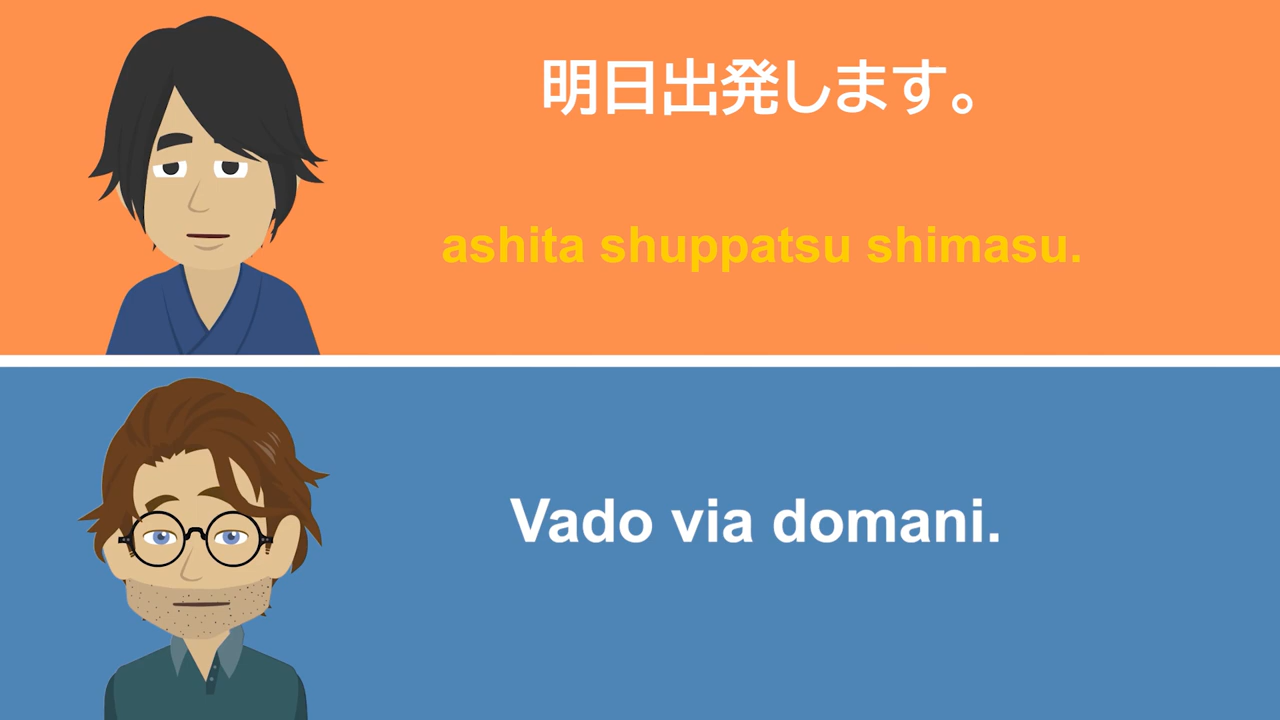 明日出発します。
ashita shuppatsu shimasu.
Vado via domani.